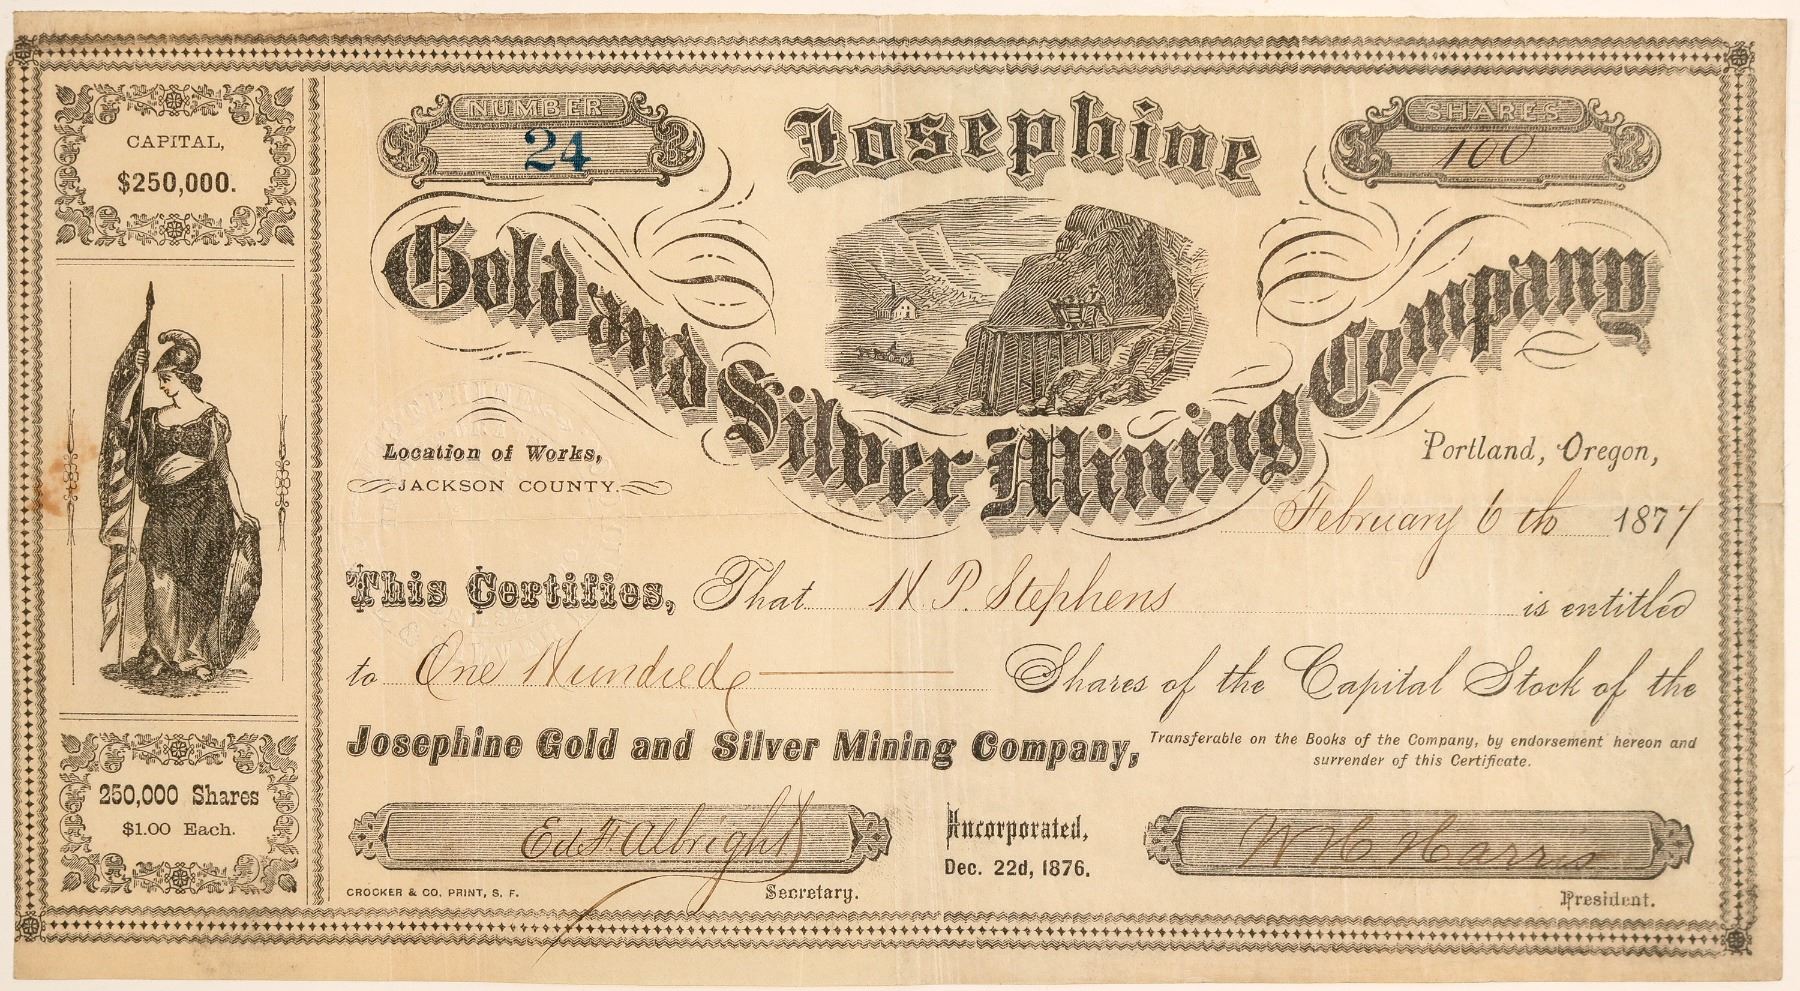 CAPITAL,
$250,000.
250,000 Shares
$1.00 Each.
NUMBER
24
SHARES
100
Josephine
Gold and Silver Mining Company
Location of Works,
JACKSON COUNTY.
Portland, Oregon,
February 6th 1877
This Certifies, That H P. Stephens is entitled
to One Hundred Shares of the Capital Stock of the
Josephine Gold and Silver Mining Company,
Transferable on the Books of the Company, by endorsement hereon and
surrender of this Certificate.
Ed F. Albright
Secretary.
Incorporated,
Dec. 22d, 1876.
W H Harris
President.
CROCKER & CO. PRINT, S. F.